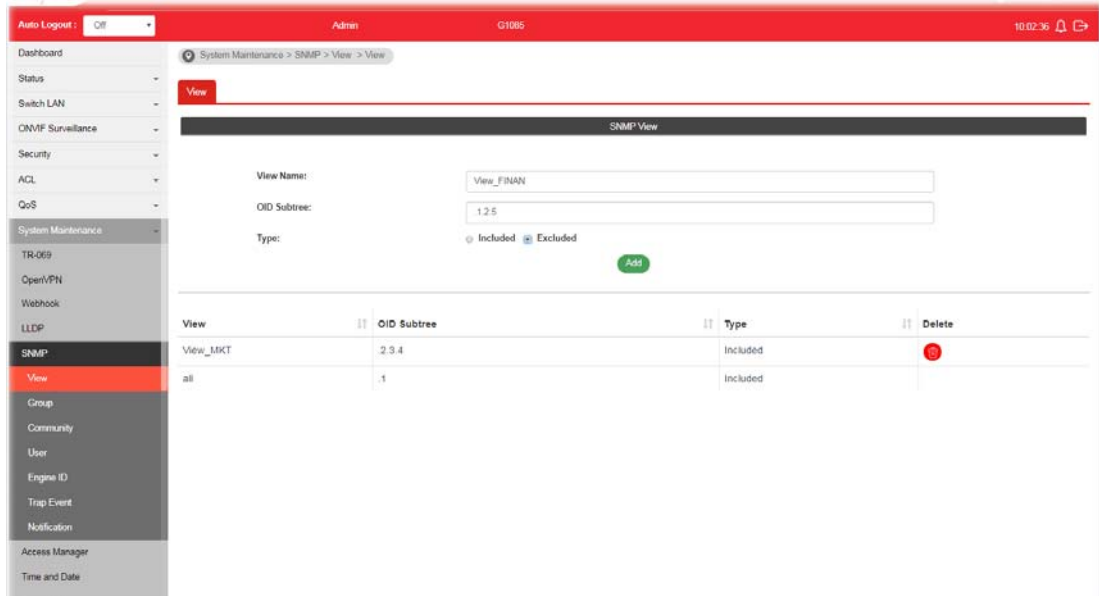 Auto Logout : Off Admin G1085 10:02:36
Dashboard
Status
Switch LAN
ONVIF Surveillance
Security
ACL
QoS
System Maintenance
TR-069
OpenVPN
Webhook
LLDP
SNMP
View
Group
Community
User
Engine ID
Trap Event
Notification
Access Manager
Time and Date
System Maintenance > SNMP > View > View
View
SNMP View
View Name: View_FINAN
OID Subtree: .1.2.5
Type: Included Excluded
Add
View OID Subtree Type Delete
View_MKT .2.3.4 Included
all .1 Included